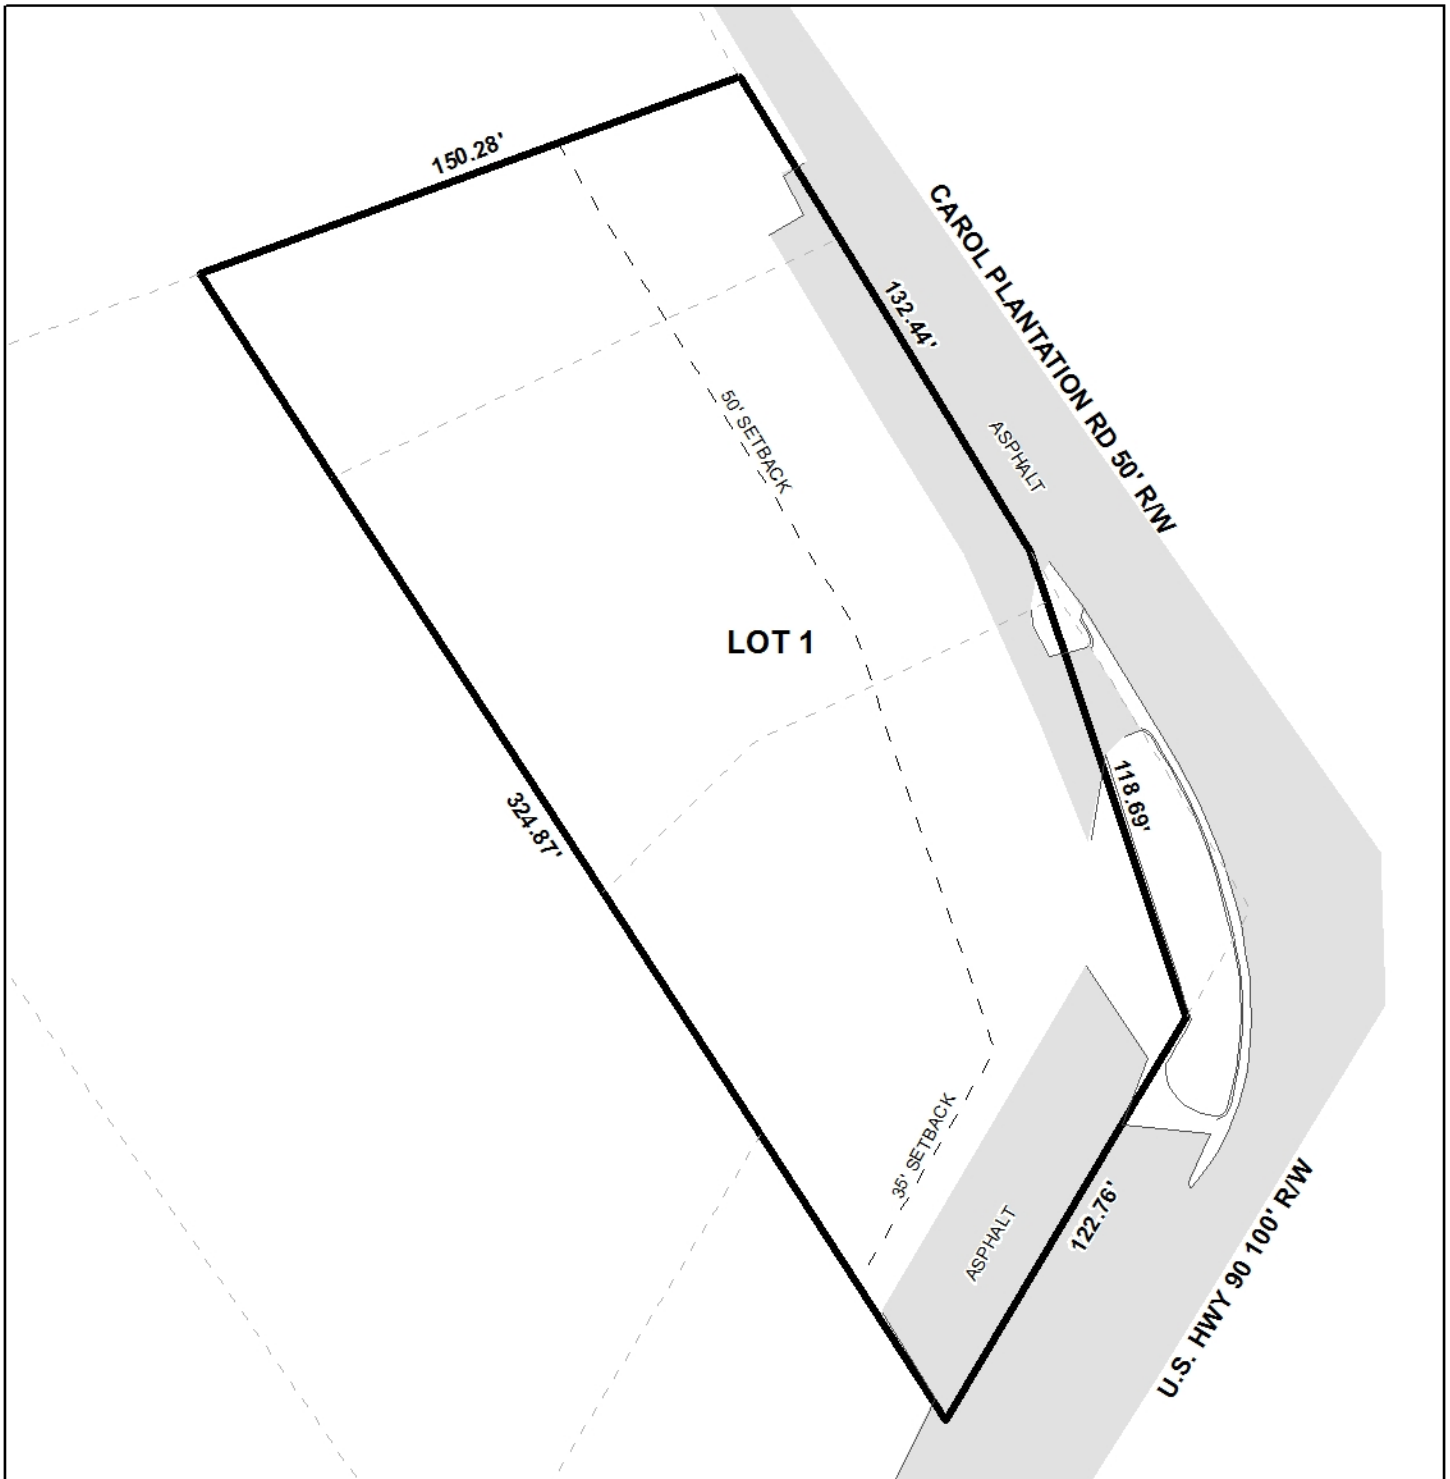 150.28'
CAROL PLANTATION RD 50' R/W
132.44'
50' SETBACK
ASPHALT
LOT 1
118.69'
324.87'
35' SETBACK
ASPHALT
122.76'
U.S. HWY 90 100' R/W